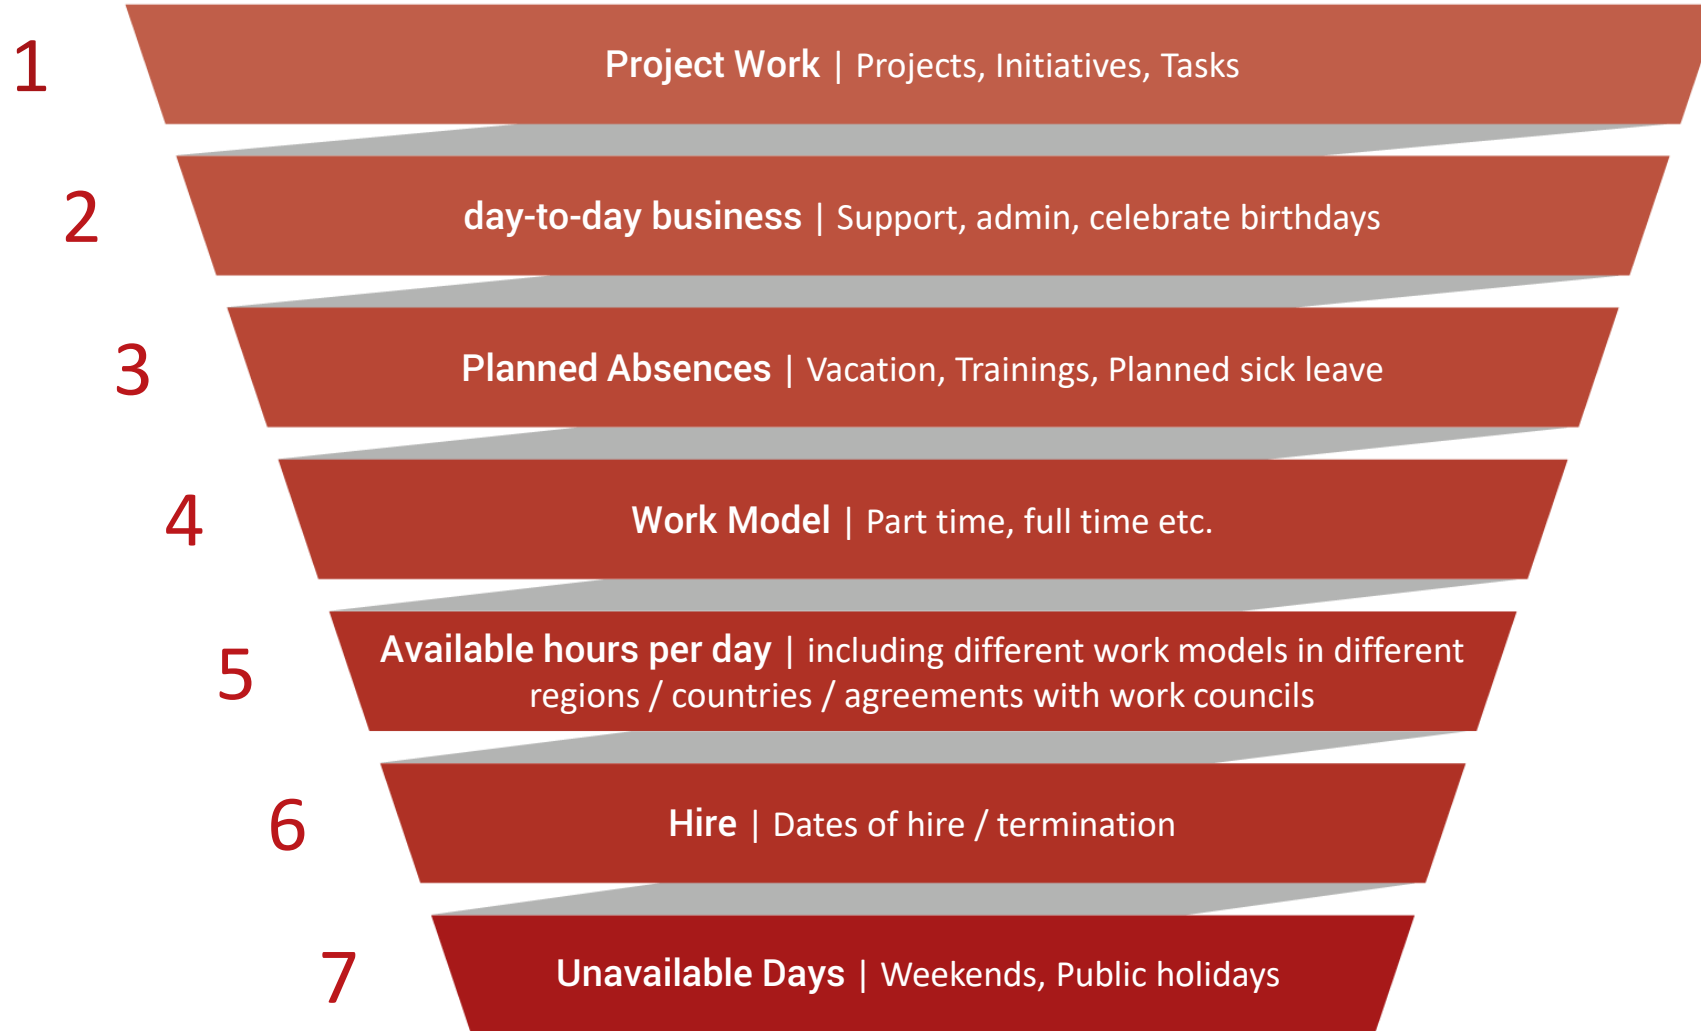 1
Project Work | Projects, Initiatives, Tasks
2
day-to-day business | Support, admin, celebrate birthdays
3
Planned Absences | Vacation, Trainings, Planned sick leave
4
Work Model | Part time, full time etc.
5
Available hours per day | including different work models in different
regions / countries / agreements with work councils
6
Hire | Dates of hire / termination
7
Unavailable Days | Weekends, Public holidays